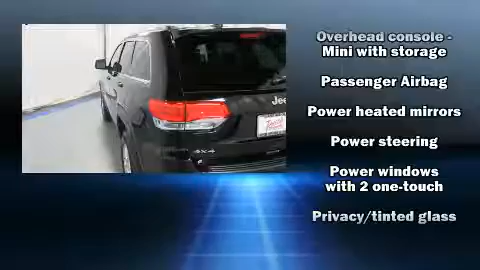 Overhead console -
Mini with storage
Passenger Airbag
Power heated mirrors
Power steering
Power windows
with 2 one-touch
Privacy/tinted glass
Jeep
4x4